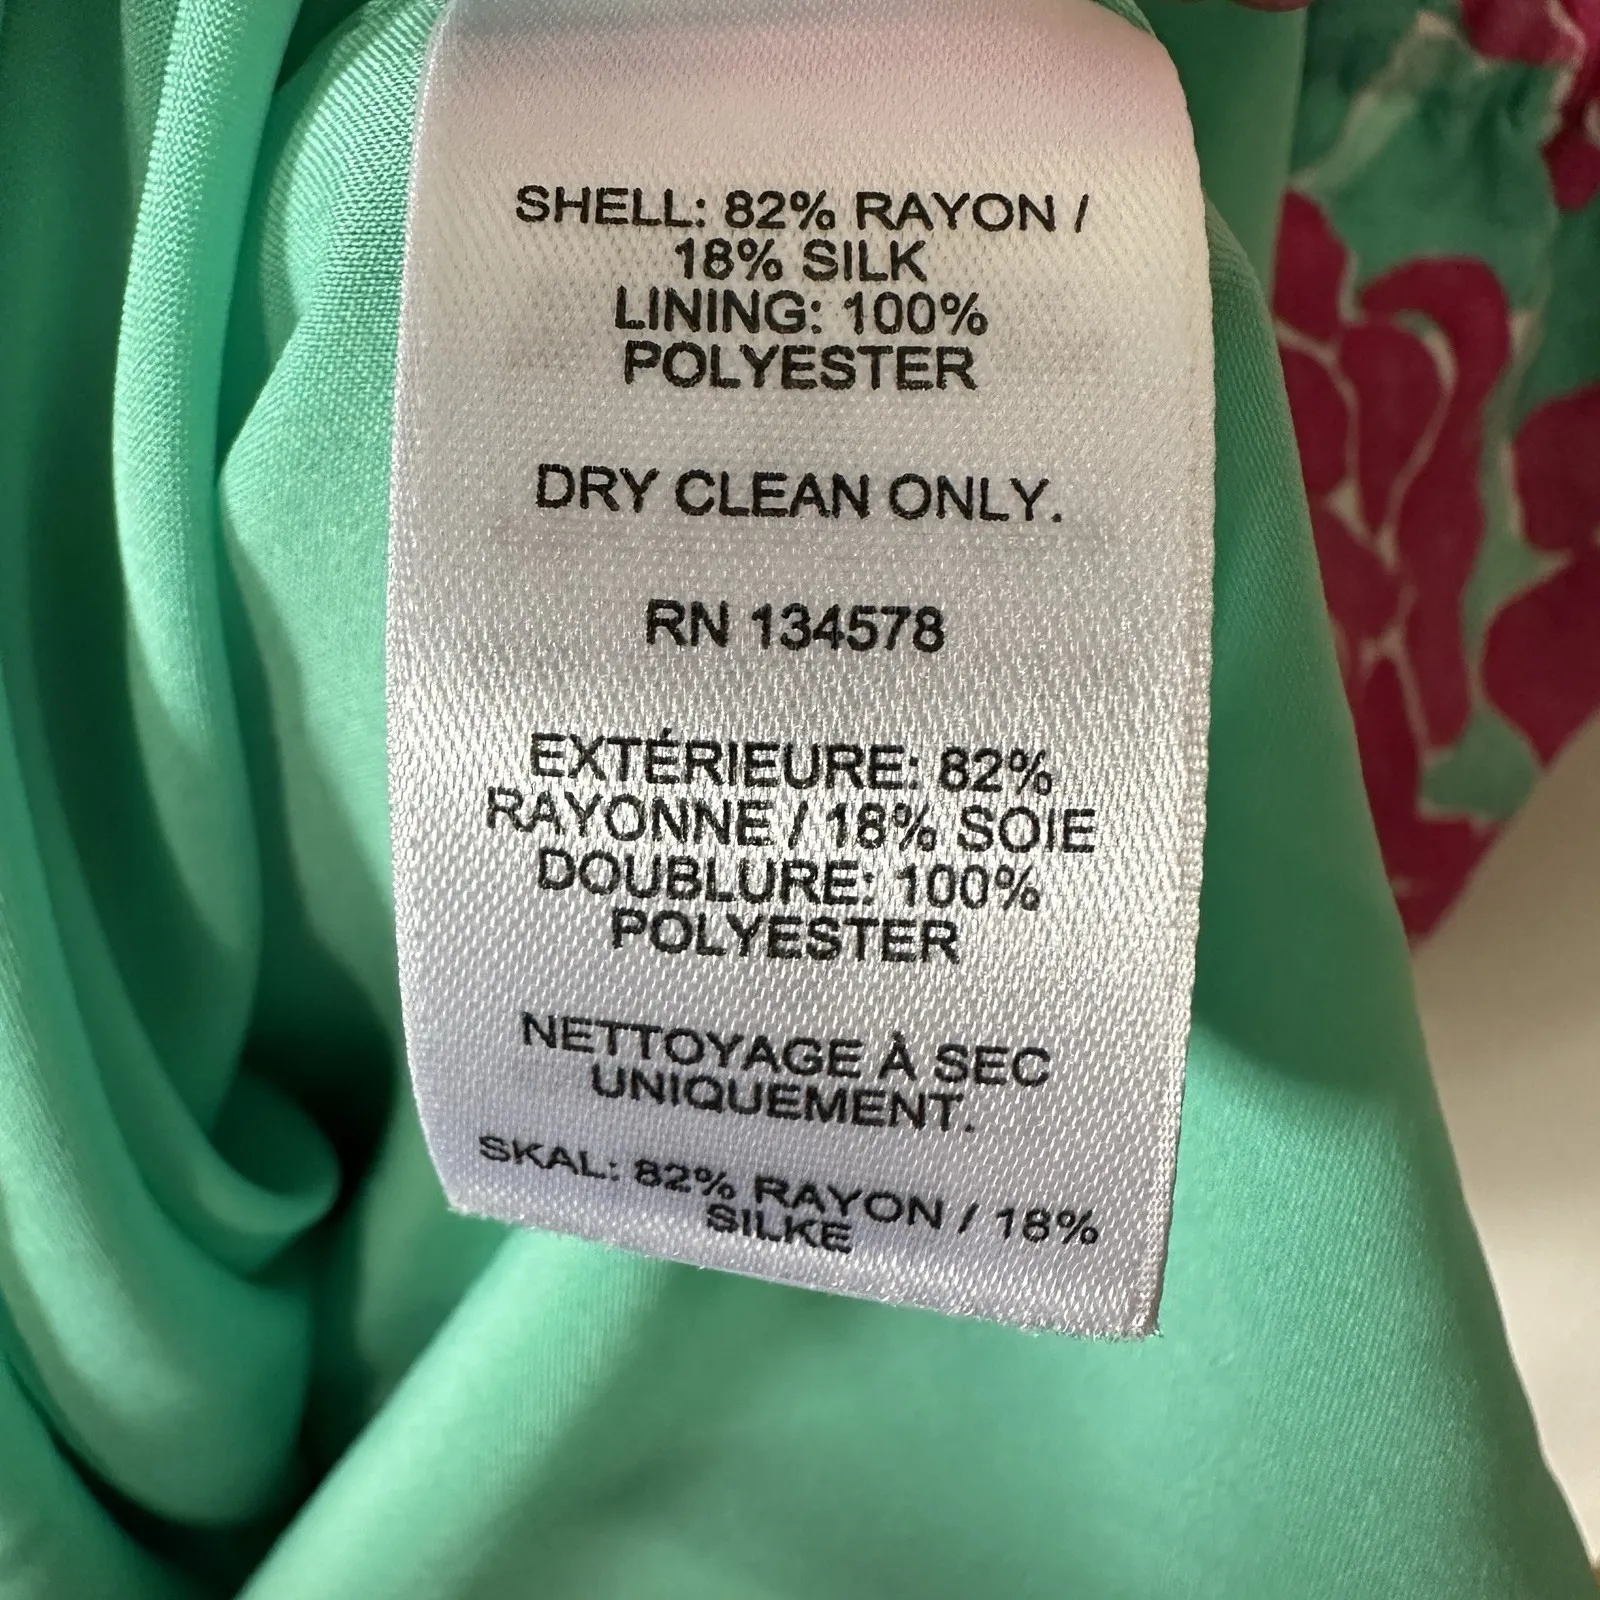 SHELL: 82% RAYON /
18% SILK
LINING: 100%
POLYESTER
DRY CLEAN ONLY.
RN 134578
EXTÉRIEURE: 82%
RAYONNE / 18% SOIE
DOUBLURE: 100%
POLYESTER
NETTOYAGE À SEC
UNIQUEMENT.
SKAL: 82% RAYON / 18%
SILKE